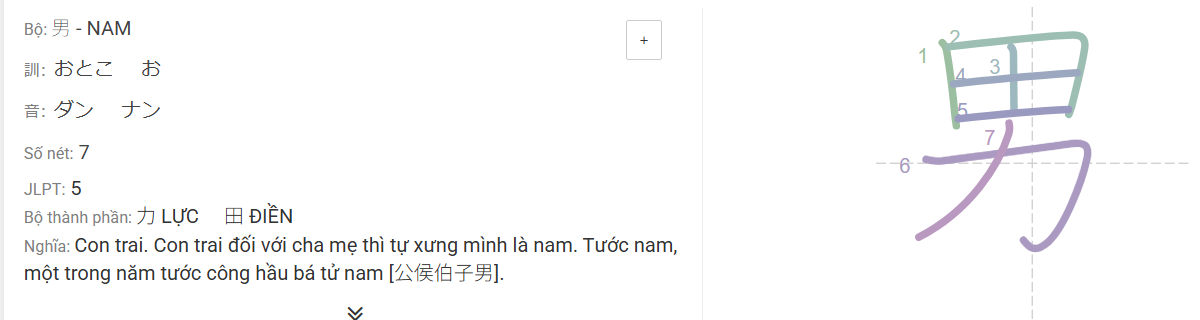 Bộ: 男 - NAM
+
訓: おとこ お
音: ダン ナン
Số nét: 7
JLPT: 5
Bộ thành phần: 力 LỰC 田 ĐIỀN
Nghĩa: Con trai. Con trai đối với cha mẹ thì tự xưng mình là nam. Tước nam,
một trong năm tước công hầu bá tử nam [公侯伯子男].
男
1
2
3
4
5
6
7